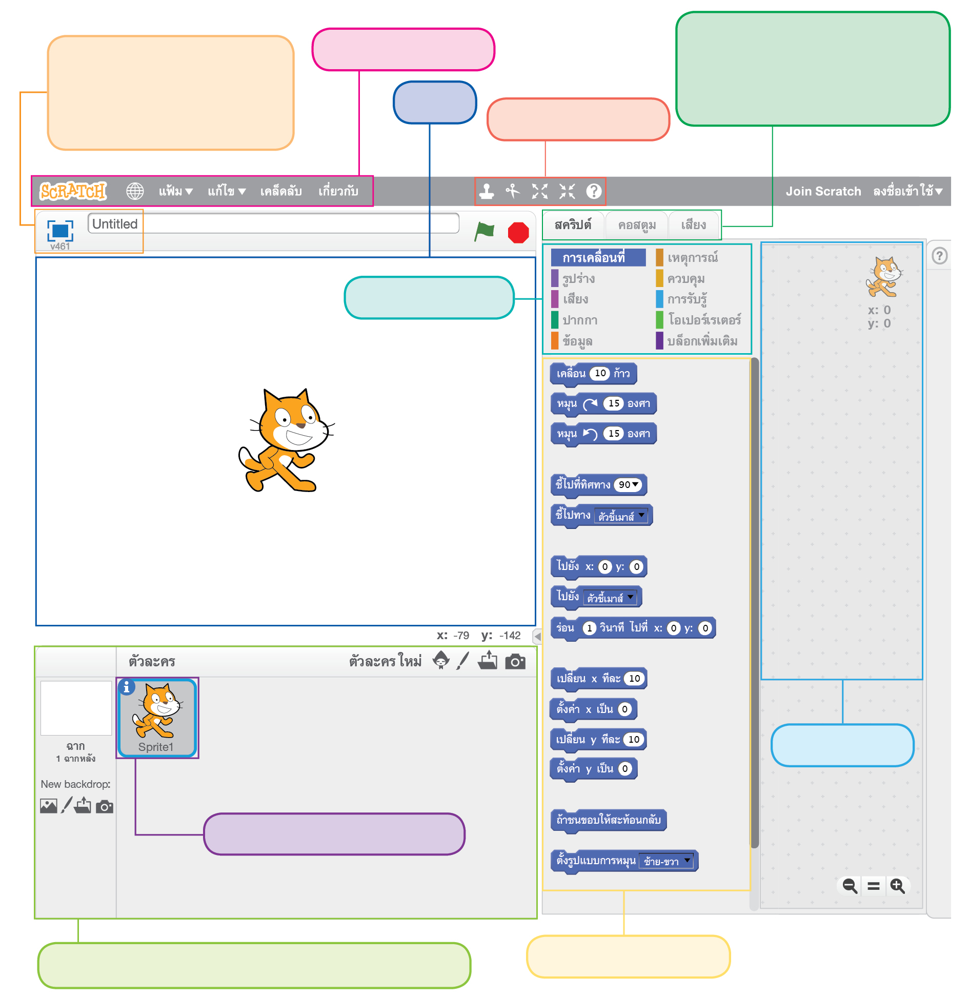 SCRATCH แฟ้ม แก้ไข เคล็ดลับ เกี่ยวกับ Join Scratch ลงชื่อเข้าใช้
v461
Untitled
สคริปต์ คอสตูม เสียง
การเคลื่อนที่ เหตุการณ์
รูปร่าง ควบคุม
เสียง การรับรู้
ปากกา โอเปอร์เรเตอร์
ข้อมูล บล็อกเพิ่มเติม
x: 0
y: 0
?
เคลื่อน 10 ก้าว
หมุน 15 องศา
หมุน 15 องศา
ชี้ไปที่ทิศทาง 90
ชี้ไปทาง ตัวชี้เมาส์
ไปยัง x: 0 y: 0
ไปยัง ตัวชี้เมาส์
ร่อน 1 วินาที ไปที่ x: 0 y: 0
เปลี่ยน x ทีละ 10
ตั้งค่า x เป็น 0
เปลี่ยน y ทีละ 10
ตั้งค่า y เป็น 0
ถ้าชนขอบให้สะท้อนกลับ
ตั้งรูปแบบการหมุน ซ้าย-ขวา
x: -79 y: -142
ตัวละคร ตัวละครใหม่
Sprite1
ฉาก
1 ฉากหลัง
New backdrop: